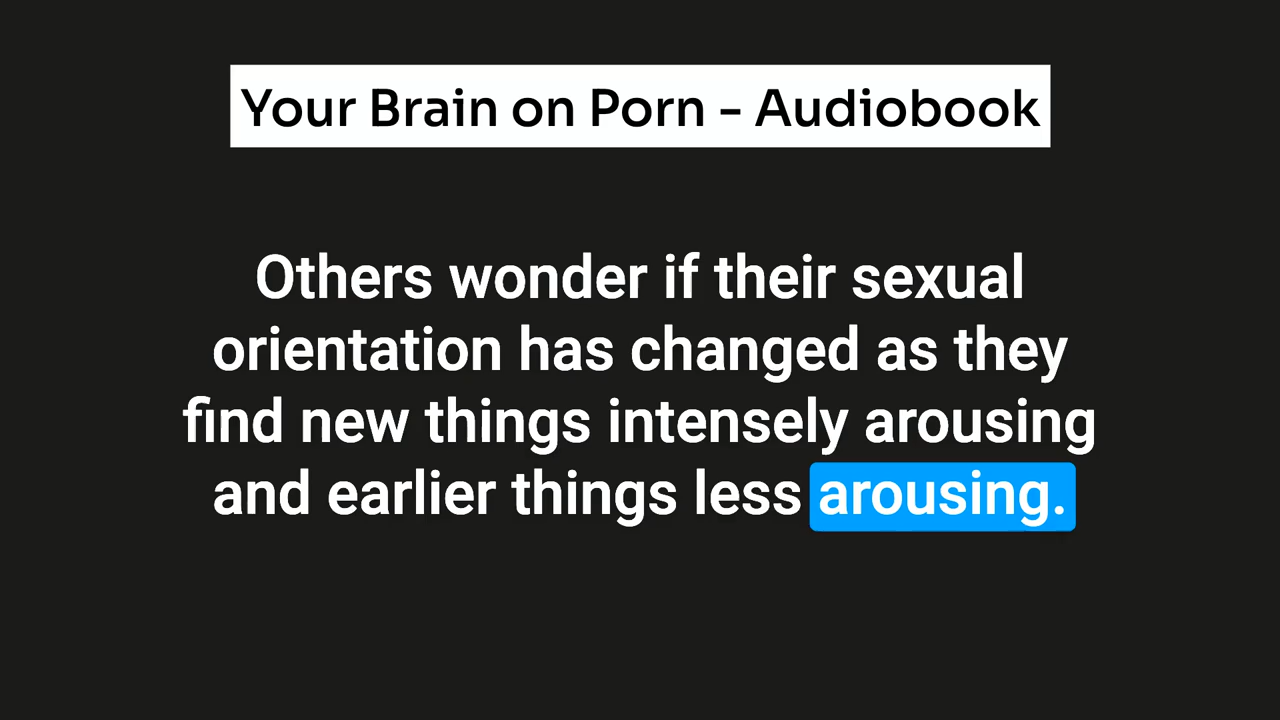 Your Brain on Porn - Audiobook
Others wonder if their sexual
orientation has changed as they
find new things intensely arousing
and earlier things less arousing.